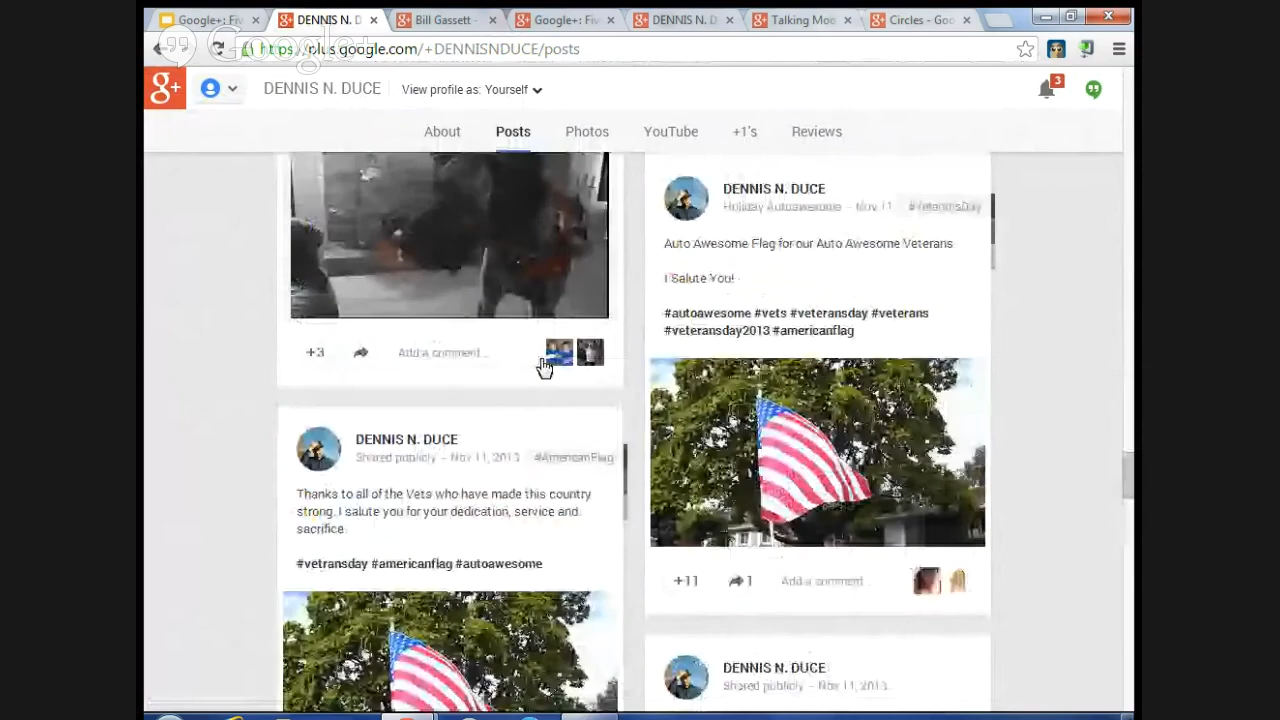 Google+: Fiv
DENNIS N. D
Bill Gassett -
Google+: Fiv
DENNIS N. D
Talking Moo
Circles - Goo
Google+
https://plus.google.com/+DENNISNDUCE/posts
g+
DENNIS N. DUCE
View profile as: Yourself
3
About
Posts
Photos
YouTube
+1's
Reviews
+3
Add a comment...
DENNIS N. DUCE
Shared publicly - Nov 11, 2013
#AmericanFlag
Thanks to all of the Vets who have made this country
strong. I salute you for your dedication, service and
sacrifice.
#vetransday #americanflag #autoawesome
DENNIS N. DUCE
Holiday Autoawesome - Nov 11
#VeteransDay
Auto Awesome Flag for our Auto Awesome Veterans
I Salute You!
#autoawesome #vets #veteransday #veterans
#veteransday2013 #americanflag
+11
1
Add a comment...
DENNIS N. DUCE
Shared publicly - Nov 11, 2013